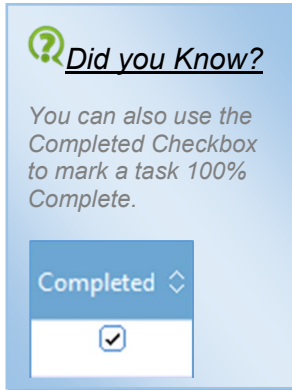 Did you Know?
You can also use the
Completed Checkbox
to mark a task 100%
Complete.
Completed